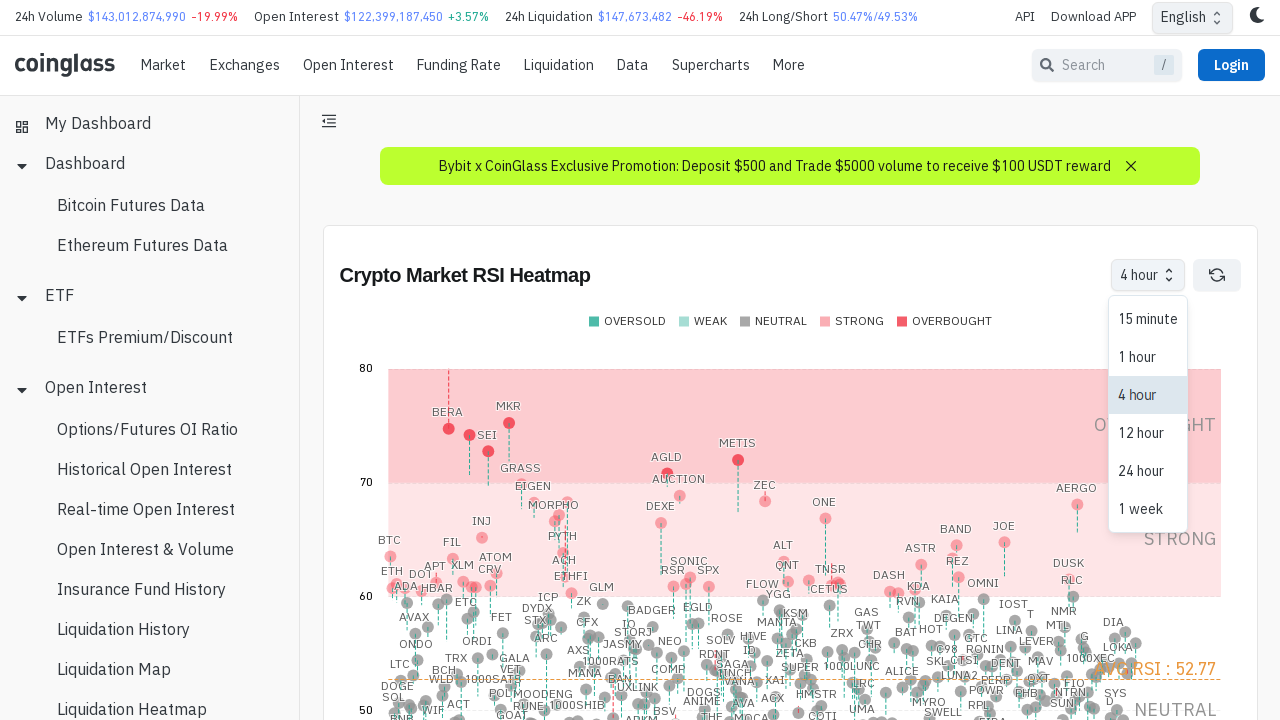 24h Volume $143,012,874,990 -19.99% Open Interest $122,399,187,450 +3.57% 24h Liquidation $147,673,482 -46.19% 24h Long/Short 50.47%/49.53% API Download APP English
coinglass Market Exchanges Open Interest Funding Rate Liquidation Data Supercharts More Search / Login
My Dashboard
Dashboard
Bitcoin Futures Data
Ethereum Futures Data
ETF
ETFs Premium/Discount
Open Interest
Options/Futures OI Ratio
Historical Open Interest
Real-time Open Interest
Open Interest & Volume
Insurance Fund History
Liquidation History
Liquidation Map
Liquidation Heatmap
Bybit x CoinGlass Exclusive Promotion: Deposit $500 and Trade $5000 volume to receive $100 USDT reward
Crypto Market RSI Heatmap
4 hour
15 minute
1 hour
4 hour
12 hour
24 hour
1 week
OVERSOLD WEAK NEUTRAL STRONG OVERBOUGHT
80
BERA MKR
SEI METIS
GRASS AGLD
70
EIGEN AUCTION ZEC AERGO
MORPHO DEXE ONE
INJ BAND JOE
BTC FIL PYTH ALT ASTR STRONG
ETH DOT APT XLM ATOM CRV ACH ETHFI RSR SONIC SPX ONT TNSR REZ DUSK
ADA HBAR GLM FLOW CETUS DASH KDA OMNI RLC
60
ETC ICP ZK YGG RVN KAIA
AVAX FET DYDX STX CFX BADGER EGLD ROSE KSM GAS DEGEN IOST T NMR DIA
ONDO ORDI ARC IO STORJ NEO SOLV HIVE MANTA CKB ZRX TWT BAT HOT GTC LINA MTL
LTC TRX GALA AXS JASMY RDNT ID ZETA CHR C98 RONIN LEVER G LOKA
BCH VET MANA 1000RATS COMP SAGA SUPER 1000LUNC ALICE SKL CTSI DENT MAV 1000XEC AVG RSI : 52.77
DOGE WLD 1000SATS BAN VANA XAI LRC LUNA2 PERP OXT FIO
SOL POL MOODENG UXLINK DOGS HMSTR POWR PHB NTRN SYS
ACT RUNE 1000SHIB ANIME AVA MYRO RPL SUN D
50
BNB WIF GOAT BSV THE MOCA COTI UMA SWELL NEUTRAL